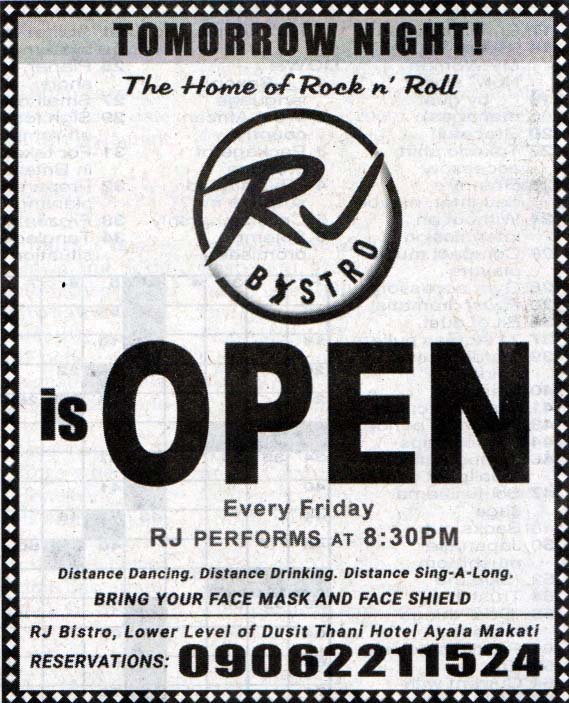 TOMORROW NIGHT!
The Home of Rock n' Roll
RJ
BISTRO
is OPEN
Every Friday
RJ PERFORMS AT 8:30PM
Distance Dancing. Distance Drinking. Distance Sing-A-Long.
BRING YOUR FACE MASK AND FACE SHIELD
RJ Bistro, Lower Level of Dusit Thani Hotel Ayala Makati
RESERVATIONS: 09062211524